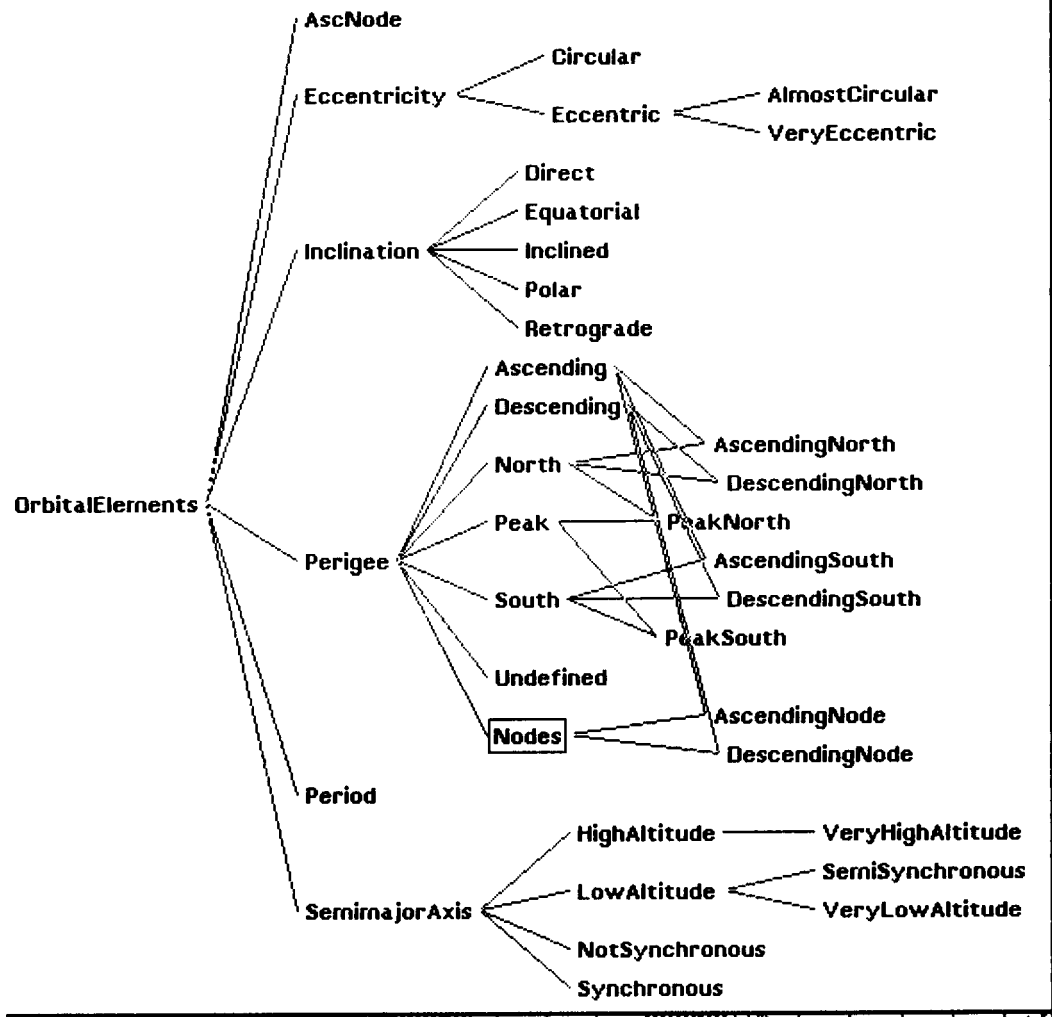 AscNode
Circular
Eccentricity
AlmostCircular
Eccentric
VeryEccentric
Direct
Equatorial
Inclination
Inclined
Polar
Retrograde
Ascending
Descending
AscendingNorth
North
DescendingNorth
OrbitalElements
Peak
PeakNorth
Perigee
AscendingSouth
South
DescendingSouth
PeakSouth
Undefined
AscendingNode
Nodes
DescendingNode
Period
HighAltitude
VeryHighAltitude
SemiSynchronous
LowAltitude
SemimajorAxis
VeryLowAltitude
NotSynchronous
Synchronous